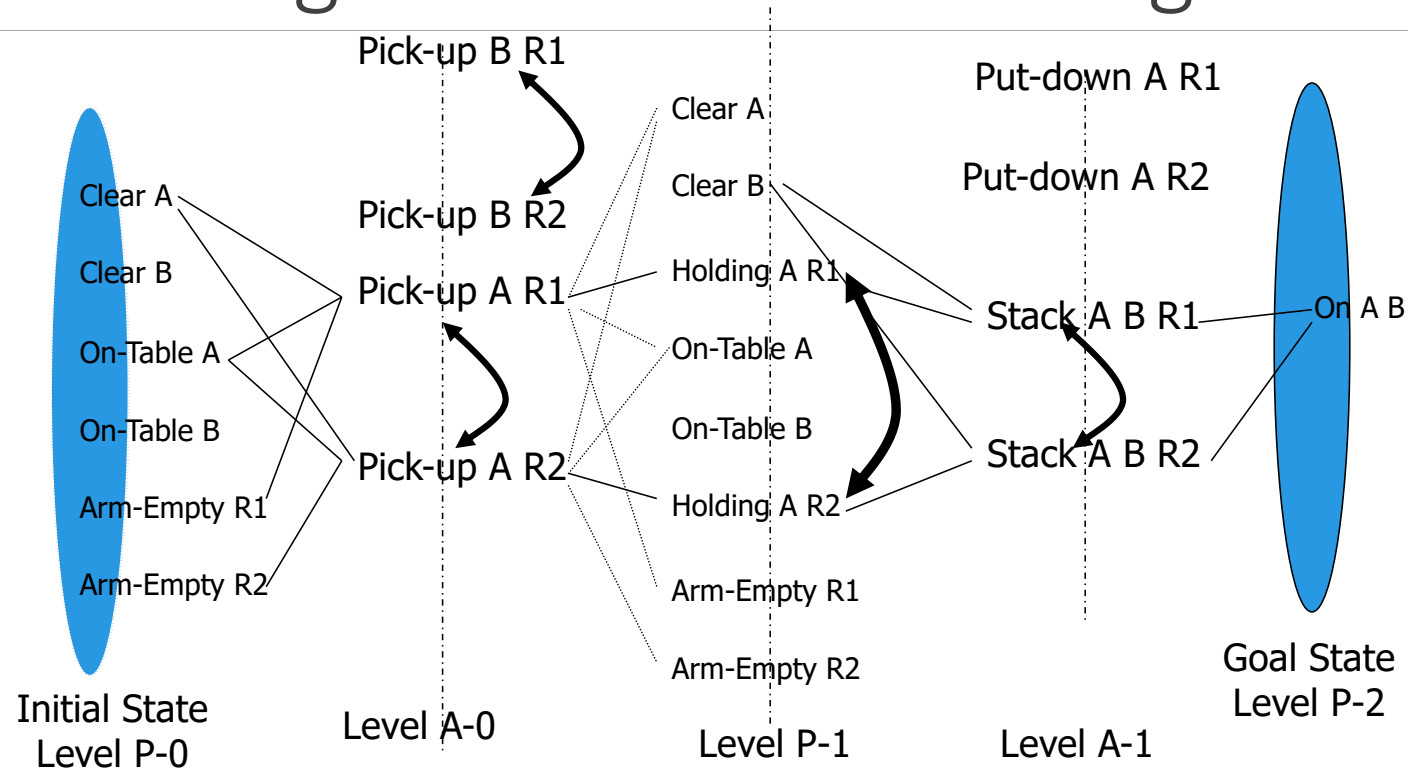 Pick-up B R1
Pick-up B R2
Pick-up A R1
Pick-up A R2
Clear A
Clear B
On-Table A
On-Table B
Arm-Empty R1
Arm-Empty R2
Initial State
Level P-0
Level A-0
Clear A
Clear B
Holding A R1
On-Table A
On-Table B
Holding A R2
Arm-Empty R1
Arm-Empty R2
Level P-1
Put-down A R1
Put-down A R2
Stack A B R1
Stack A B R2
Level A-1
On A B
Goal State
Level P-2